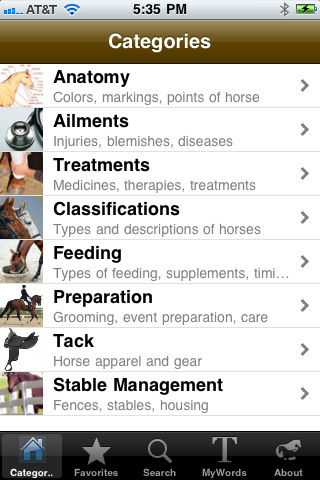 AT&T 5:35 PM
Categories
Anatomy
Colors, markings, points of horse
Ailments
Injuries, blemishes, diseases
Treatments
Medicines, therapies, treatments
Classifications
Types and descriptions of horses
Feeding
Types of feeding, supplements, timi...
Preparation
Grooming, event preparation, care
Tack
Horse apparel and gear
Stable Management
Fences, stables, housing
T
Categor.. Favorites Search MyWords About